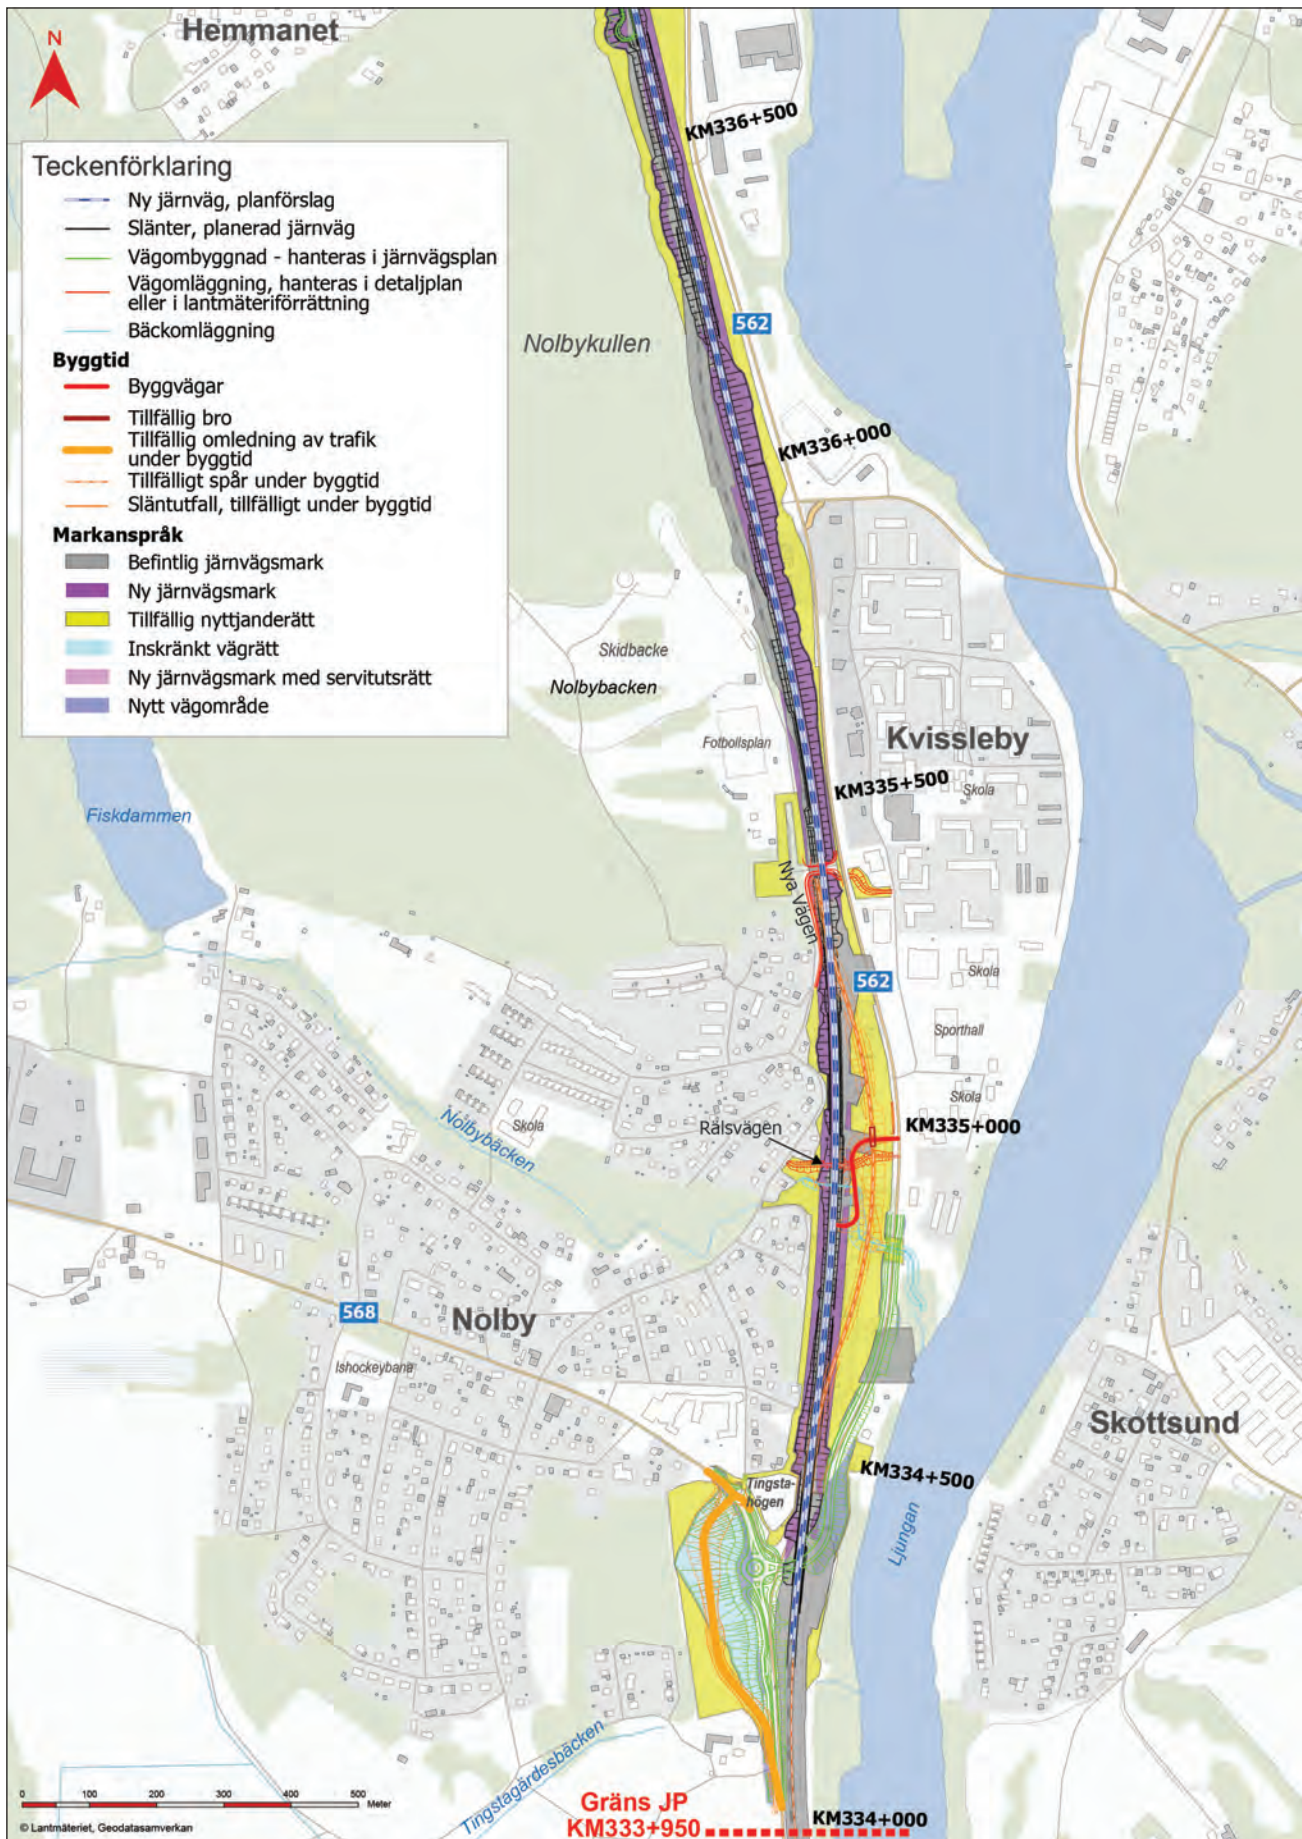 Hemmanet
N
KM336+500
Teckenförklaring
Ny järnväg, planförslag
Slänter, planerad järnväg
Vägombyggnad - hanteras i järnvägsplan
Vägomläggning, hanteras i detaljplan
eller i lantmäteriförrättning
Bäckomläggning
Byggtid
Byggvägar
Tillfällig bro
Tillfällig omledning av trafik
under byggtid
Tillfälligt spår under byggtid
Släntutfall, tillfälligt under byggtid
Markanspråk
Befintlig järnvägsmark
Ny järnvägsmark
Tillfällig nyttjanderätt
Inskränkt vägrätt
Ny järnvägsmark med servitutsrätt
Nytt vägområde
562
Nolbykullen
KM336+000
Skidbacke
Nolbybacken
Fotbollsplan
Kvissleby
KM335+500
Skola
Fiskdammen
Nya Vägen
562
Skola
Sporthall
Skola
KM335+000
Rälsvägen
Skola
Nolbybäcken
568
Nolby
Ishockeybana
Skottsund
KM334+500
Tingsta-
högen
Ljungan
Tingstagärdesbäcken
0 100 200 300 400 500
Meter
© Lantmäteriet, Geodatasamverkan
Gräns JP
KM333+950
KM334+000